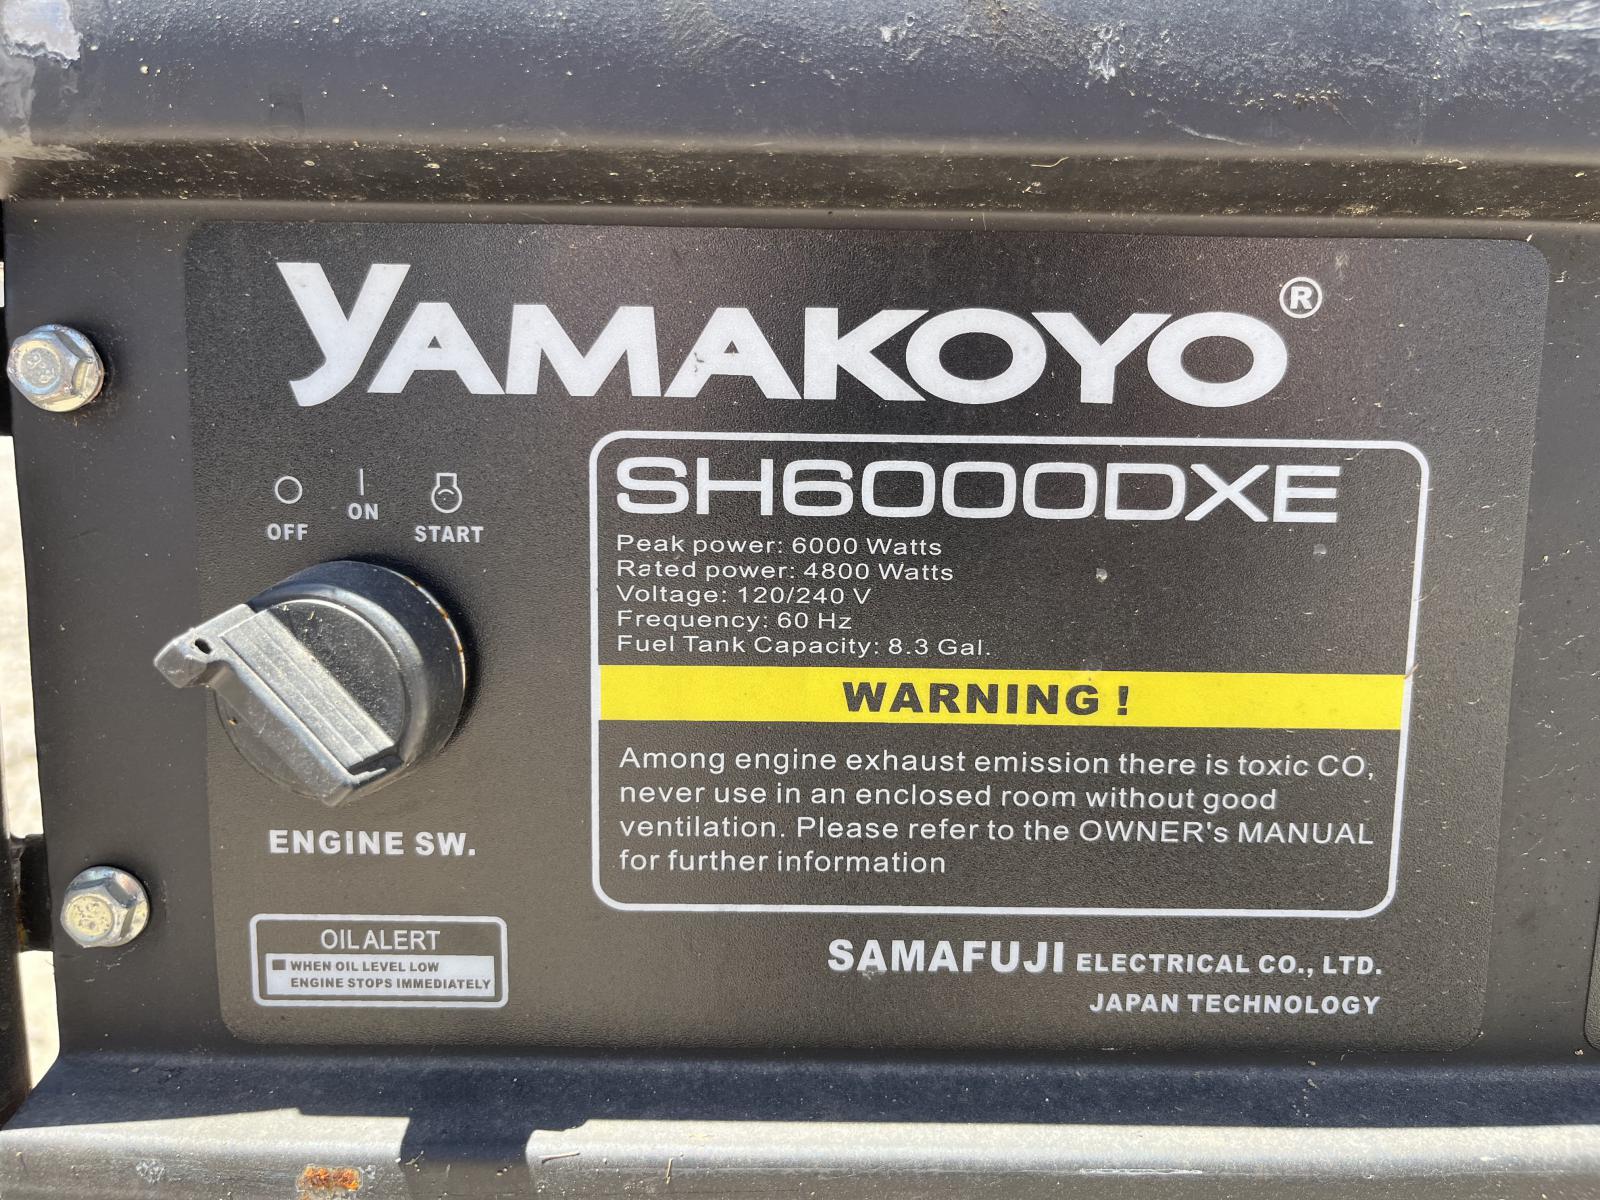 YAMAKOYO®
OFF
ON
START
ENGINE SW.
OIL ALERT
WHEN OIL LEVEL LOW
ENGINE STOPS IMMEDIATELY
SH6000DXE
Peak power: 6000 Watts
Rated power: 4800 Watts
Voltage: 120/240 V
Frequency: 60 Hz
Fuel Tank Capacity: 8.3 Gal.
WARNING !
Among engine exhaust emission there is toxic CO,
never use in an enclosed room without good
ventilation. Please refer to the OWNER's MANUAL
for further information
SAMAFUJI ELECTRICAL CO., LTD.
JAPAN TECHNOLOGY